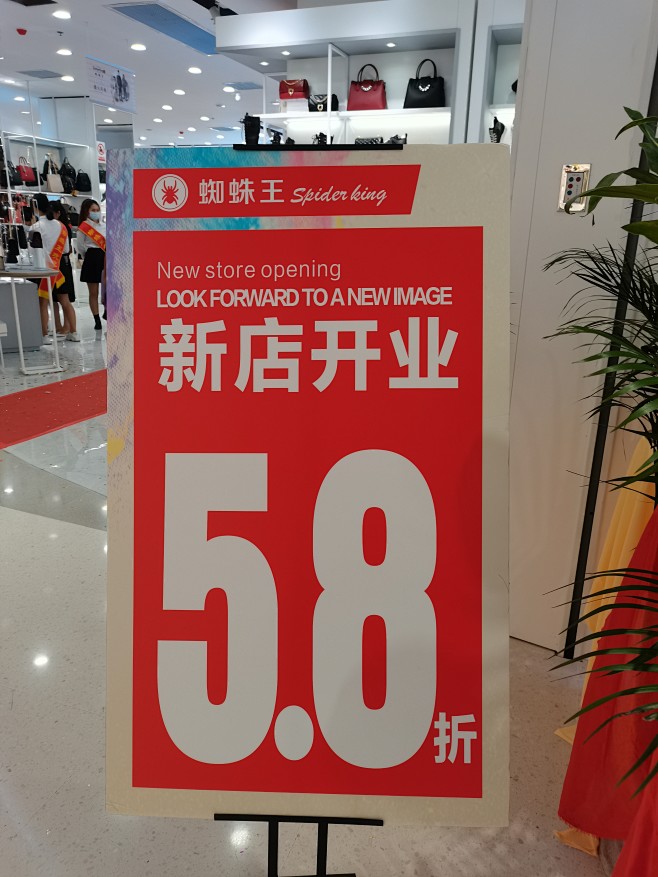 蜘蛛王 Spider king
New store opening
LOOK FORWARD TO A NEW IMAGE
新店开业
5.8折